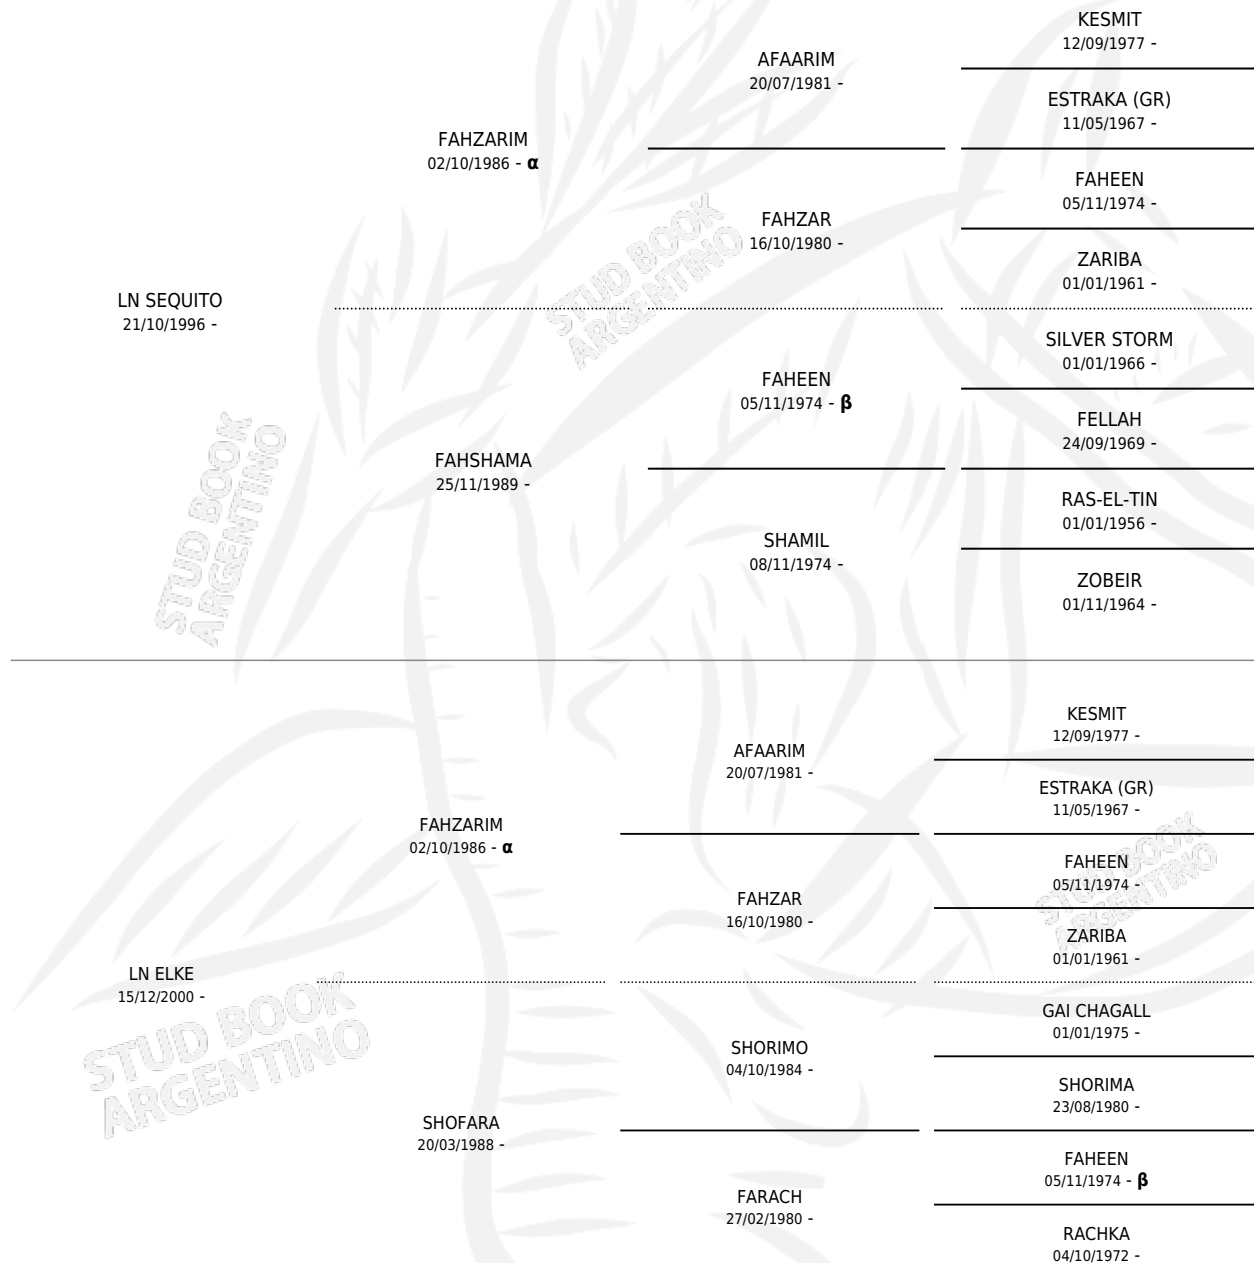 KESMIT
12/09/1977 -
AFAARIM
20/07/1981 -
ESTRAKA (GR)
11/05/1967 -
FAHZARIM
02/10/1986 - α
FAHEEN
05/11/1974 -
FAHZAR
16/10/1980 -
ZARIBA
01/01/1961 -
LN SEQUITO
21/10/1996 -
SILVER STORM
01/01/1966 -
FAHEEN
05/11/1974 - β
FELLAH
24/09/1969 -
FAHSHAMA
25/11/1989 -
RAS-EL-TIN
01/01/1956 -
SHAMIL
08/11/1974 -
ZOBEIR
01/11/1964 -
STUD BOOK
ARGENTINO
STUD BOOK
ARGENTINO
KESMIT
12/09/1977 -
AFAARIM
20/07/1981 -
ESTRAKA (GR)
11/05/1967 -
FAHZARIM
02/10/1986 - α
FAHEEN
05/11/1974 -
FAHZAR
16/10/1980 -
ZARIBA
01/01/1961 -
LN ELKE
15/12/2000 -
GAI CHAGALL
01/01/1975 -
SHORIMO
04/10/1984 -
SHORIMA
23/08/1980 -
SHOFARA
20/03/1988 -
FAHEEN
05/11/1974 - β
FARACH
27/02/1980 -
RACHKA
04/10/1972 -
STUD BOOK
ARGENTINO
STUD BOOK
ARGENTINO